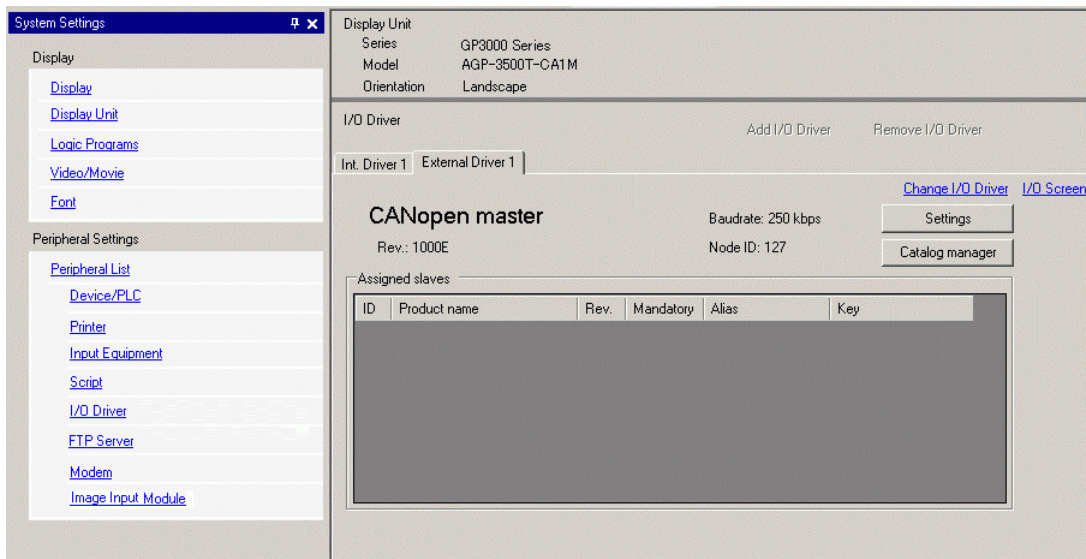 System Settings
Display
Display
Display Unit
Logic Programs
Video/Movie
Font
Peripheral Settings
Peripheral List
Device/PLC
Printer
Input Equipment
Script
I/O Driver
FTP Server
Modem
Image Input Module
Display Unit
Series GP3000 Series
Model AGP-3500T-CA1M
Orientation Landscape
I/O Driver Add I/O Driver Remove I/O Driver
Int. Driver 1 External Driver 1
Change I/O Driver I/O Screen
CANopen master Baudrate: 250 kbps Settings
Rev.: 1000E Node ID: 127 Catalog manager
Assigned slaves
ID Product name Rev. Mandatory Alias Key